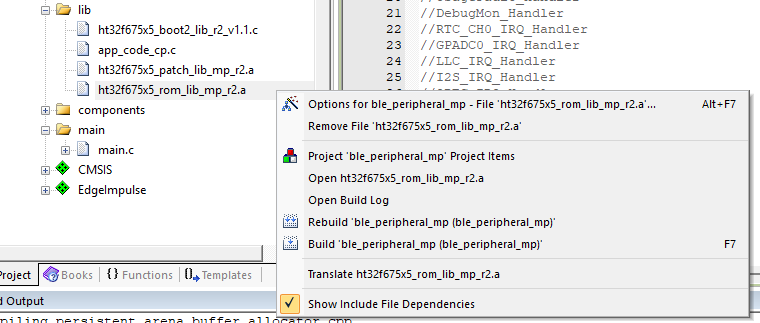 lib
ht32f675x5_boot2_lib_r2_v1.1.c
app_code_cp.c
ht32f675x5_patch_lib_mp_r2.a
ht32f675x5_rom_lib_mp_r2.a
components
main
main.c
CMSIS
EdgeImpulse
21
22 //DebugMon_Handler
22 //RTC_CH0_IRQ_Handler
23 //GPADC0_IRQ_Handler
24 //LLC_IRQ_Handler
25 //I2S_IRQ_Handler
26
Options for ble_peripheral_mp - File 'ht32f675x5_rom_lib_mp_r2.a'... Alt+F7
Remove File 'ht32f675x5_rom_lib_mp_r2.a'
Project 'ble_peripheral_mp' Project Items
Open ht32f675x5_rom_lib_mp_r2.a
Open Build Log
Rebuild 'ble_peripheral_mp (ble_peripheral_mp)'
Build 'ble_peripheral_mp (ble_peripheral_mp)' F7
Translate ht32f675x5_rom_lib_mp_r2.a
Show Include File Dependencies
Project Books {} Functions Templates
Output
persistent arena buffer allocator.cpp